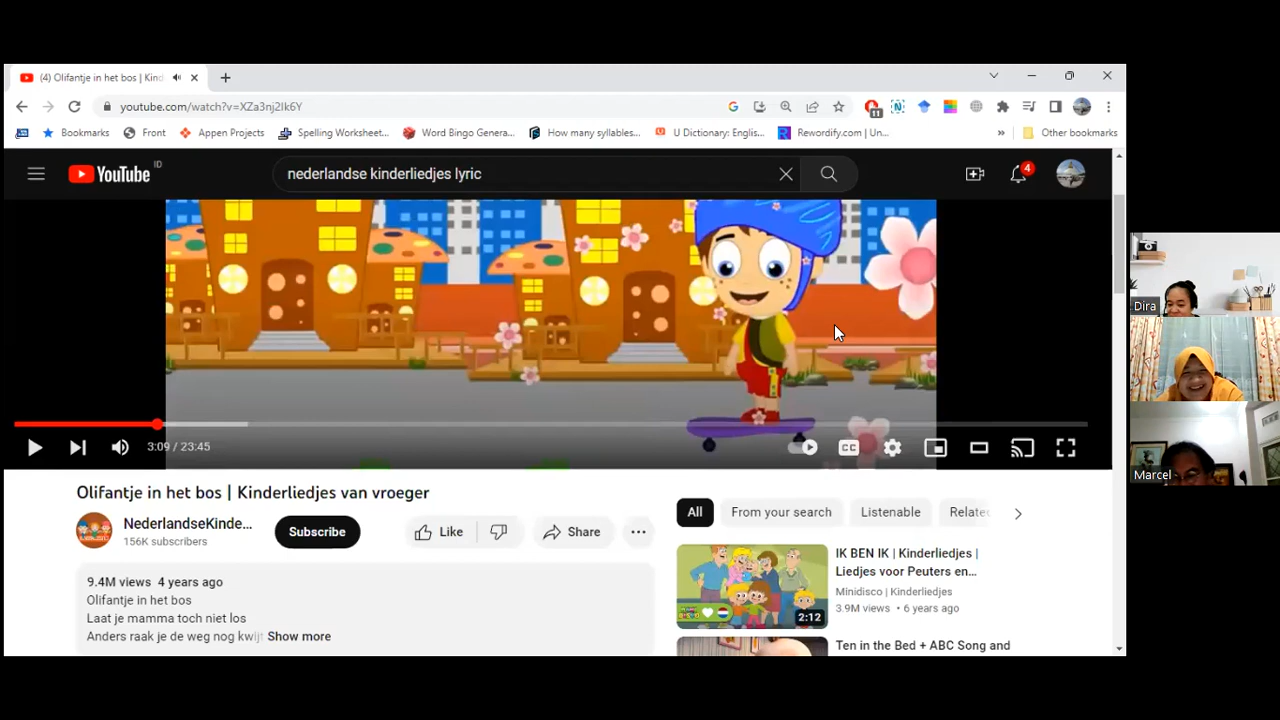 (4) Olifantje in het bos | Kind
youtube.com/watch?v=XZa3nj2Ik6Y
11
Bookmarks
Front
Appen Projects
Spelling Worksheet...
Word Bingo Genera...
How many syllables...
U Dictionary: Englis...
Rewordify.com | Un...
»
Other bookmarks
YouTube ID
nederlandse kinderliedjes lyric
4
3:09 / 23:45
CC
Olifantje in het bos | Kinderliedjes van vroeger
NederlandseKinde...
156K subscribers
Subscribe
Like
Share
9.4M views 4 years ago
Olifantje in het bos
Laat je mamma toch niet los
Anders raak je de weg nog kwijt Show more
All
From your search
Listenable
Related
IK BEN IK | Kinderliedjes |
Liedjes voor Peuters en...
Minidisco | Kinderliedjes
3.9M views • 6 years ago
2:12
Ten in the Bed + ABC Song and
Dira
Marcel